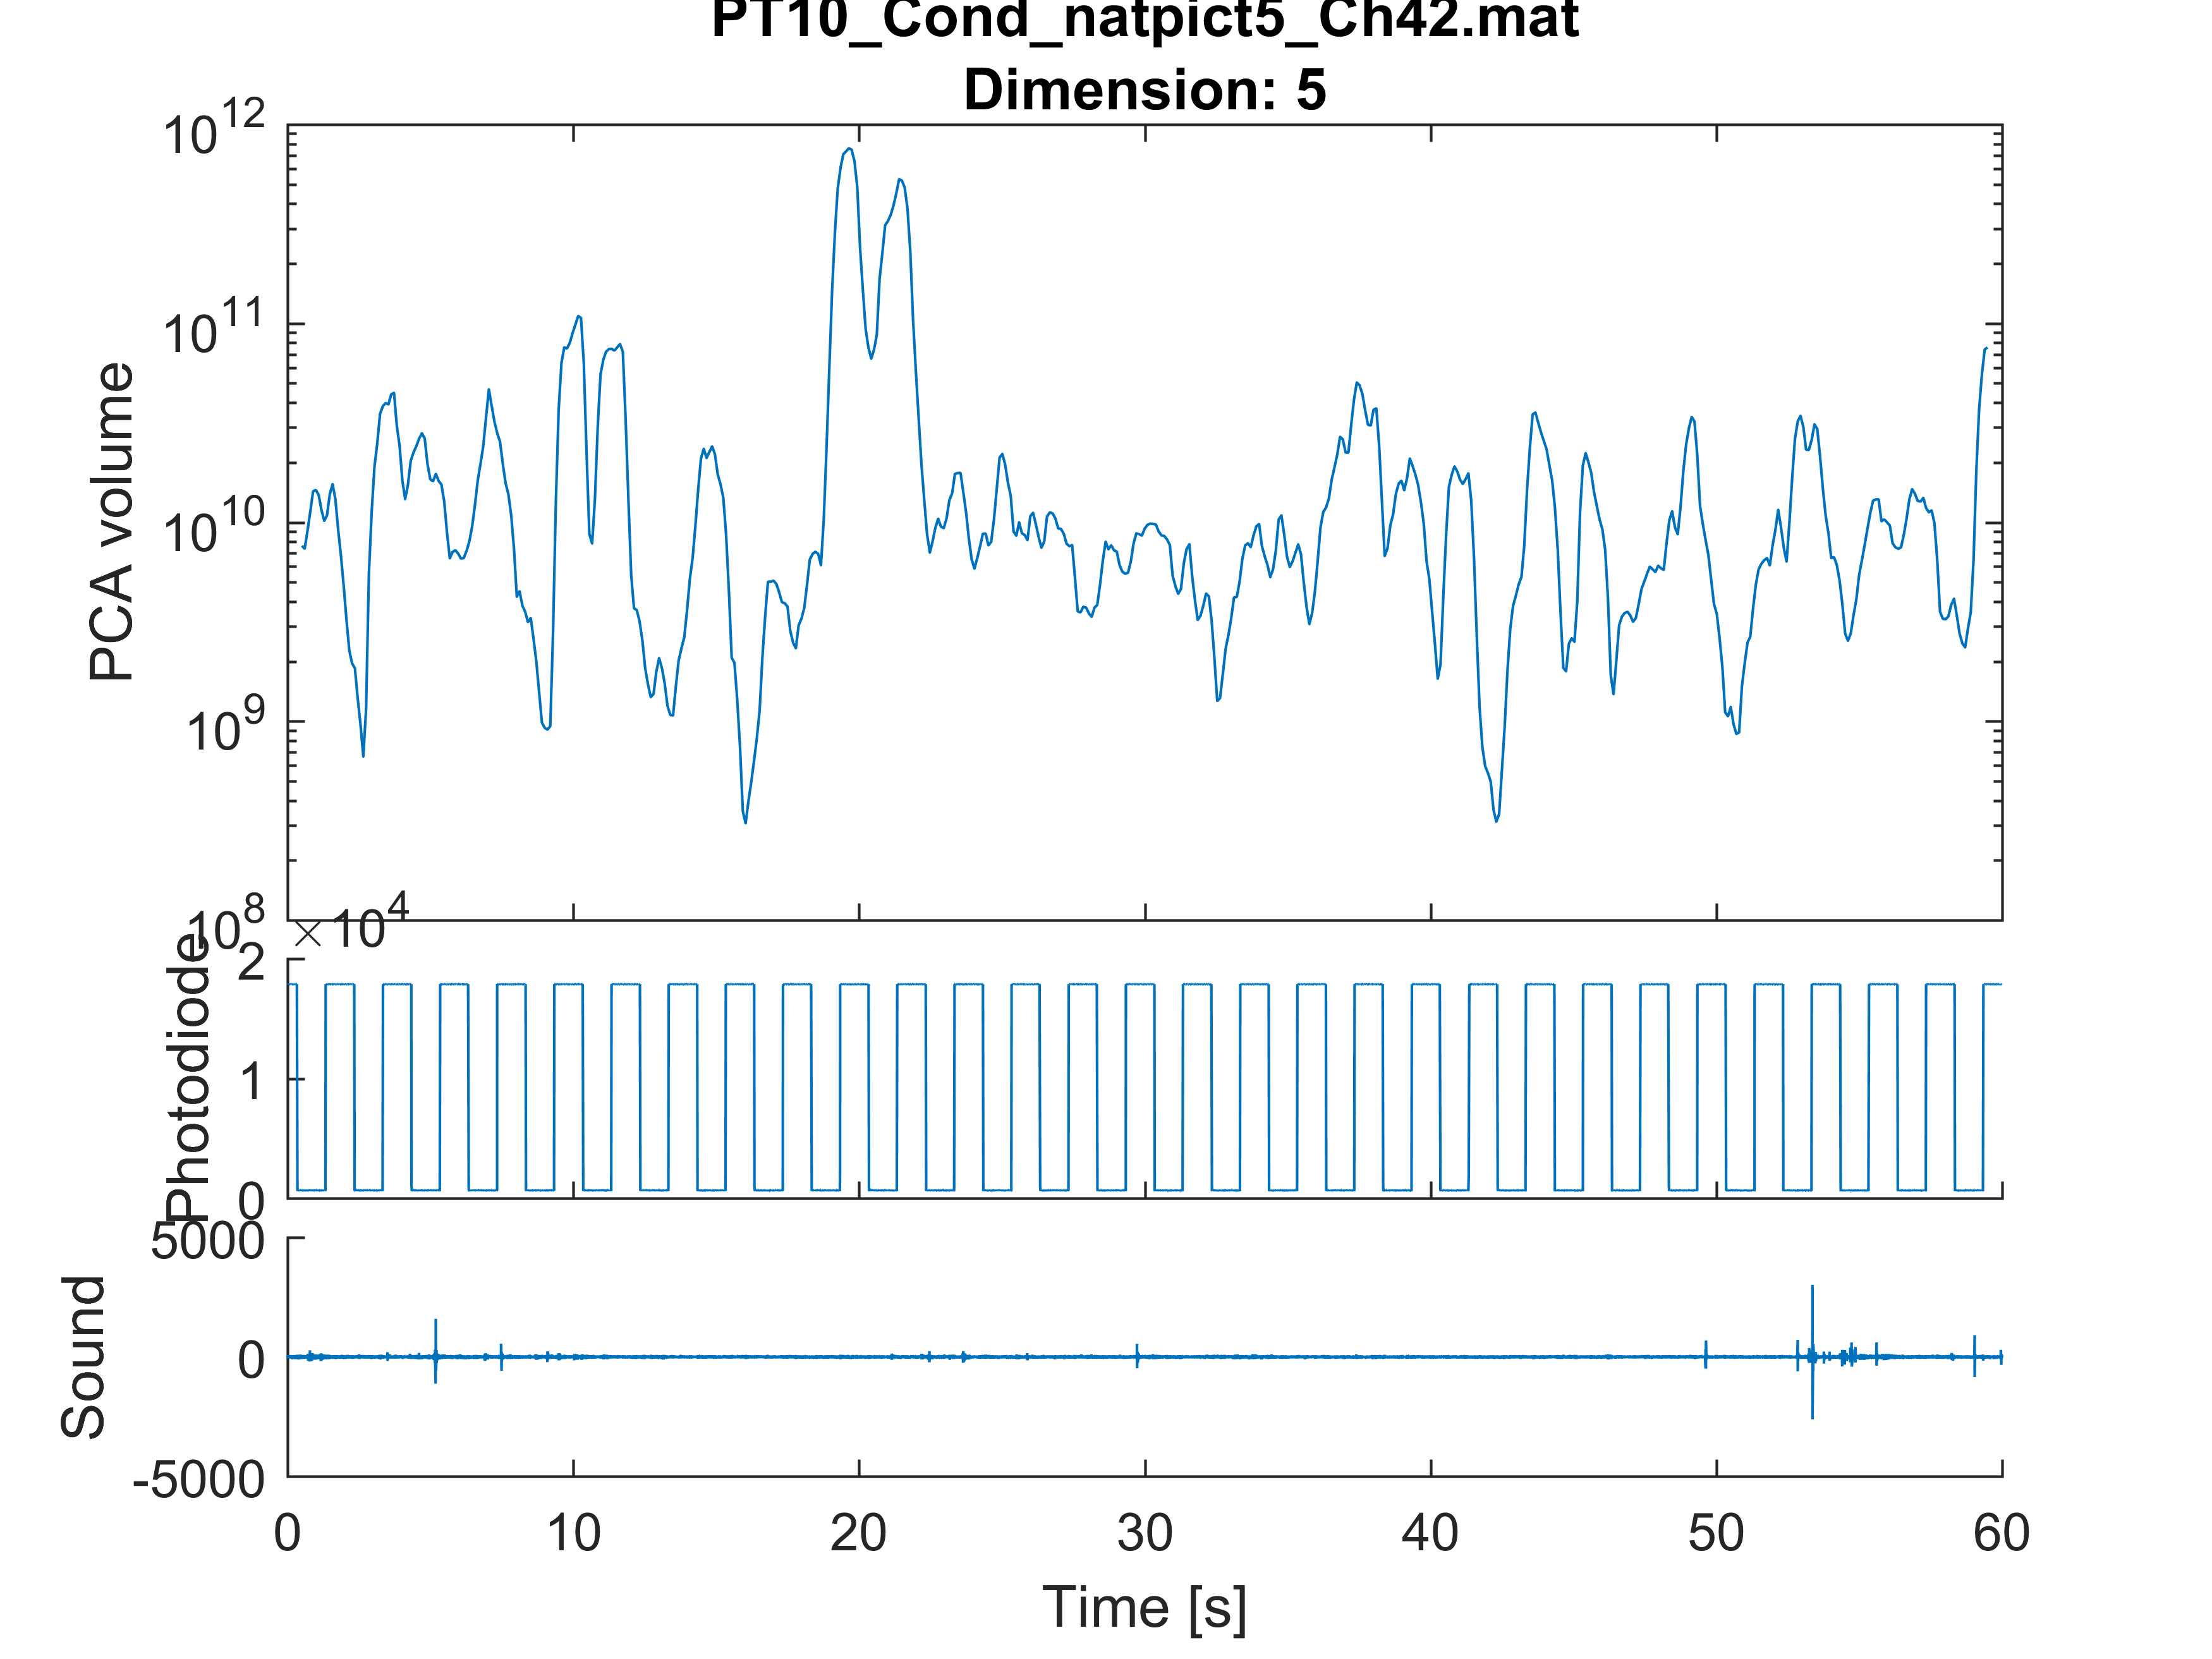 PT10_Cond_natpict5_Ch42.mat
Dimension: 5
10^12
10^11
10^10
10^9
10^8
PCA volume
× 10^4
2
1
0
Photodiode
5000
0
-5000
Sound
0 10 20 30 40 50 60
Time [s]